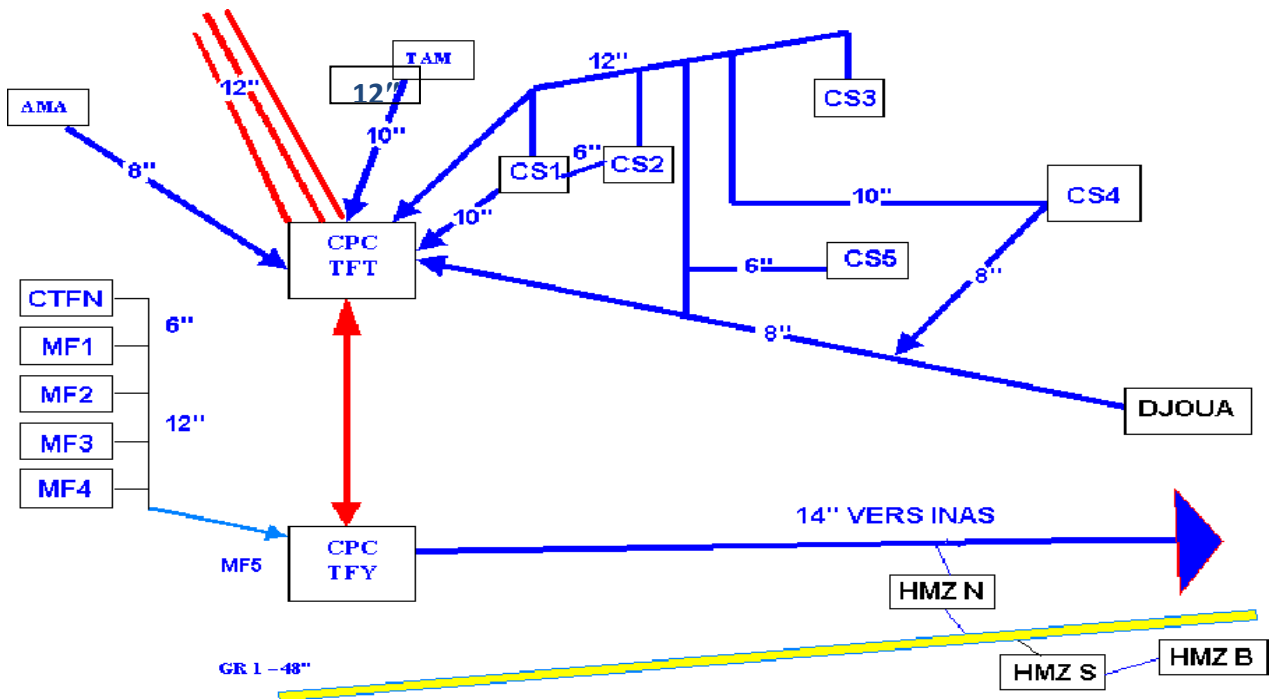 12"
TAM
12"
AMA
10"
8"
12"
CS3
CS1
6"
CS2
10"
CS4
10"
CPC
TFT
CS5
6"
8"
8"
CTFN
6"
MF1
MF2
12"
MF3
MF4
DJOUA
14" VERS INAS
CPC
TFY
MF5
HMZ N
GR 1 – 48"
HMZ S
HMZ B